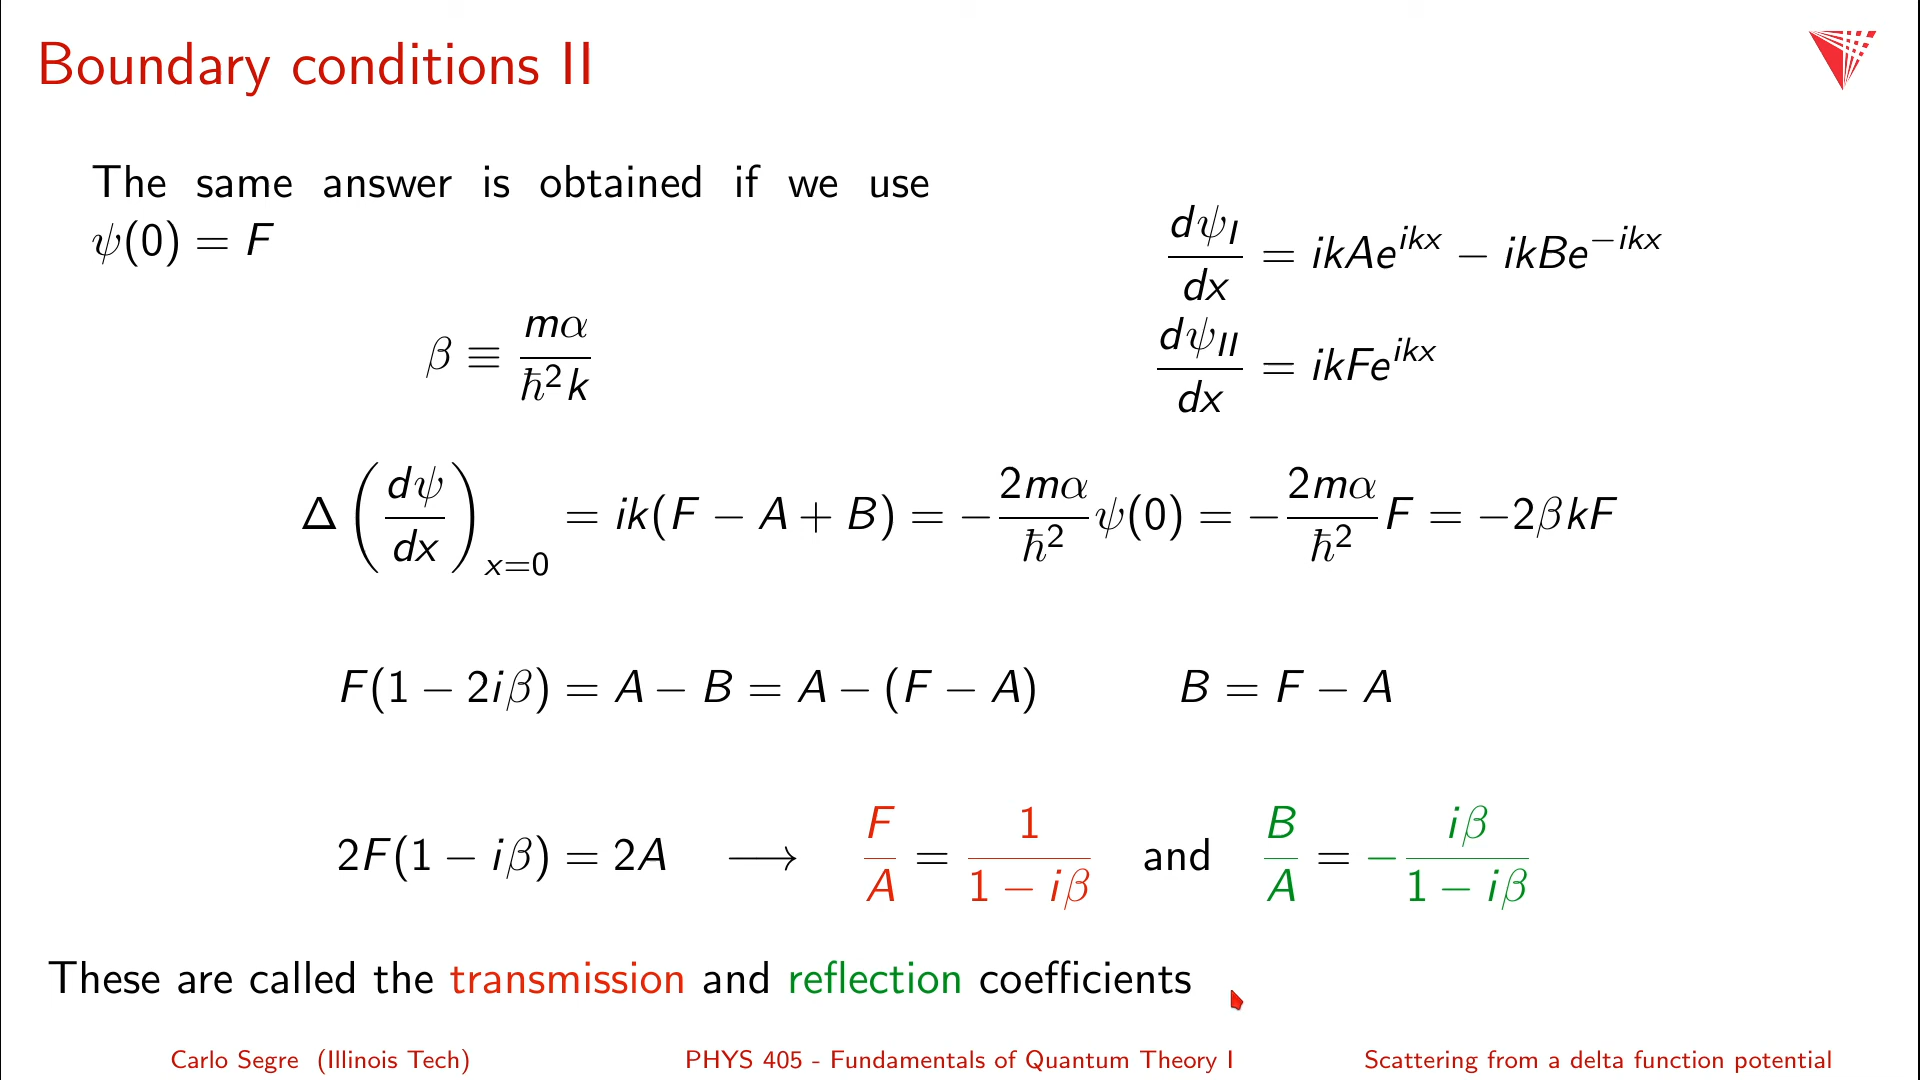 Boundary conditions II
The same answer is obtained if we use
ψ(0) = F
β ≡ mα / ħ²k
dψ_I / dx = ikAe^{ikx} − ikBe^{−ikx}
dψ_II / dx = ikFe^{ikx}
Δ (dψ / dx)_{x=0} = ik(F − A + B) = − 2mα / ħ² ψ(0) = − 2mα / ħ² F = −2βkF
F(1 − 2iβ) = A − B = A − (F − A) B = F − A
2F(1 − iβ) = 2A ⟶ F / A = 1 / 1 − iβ and B / A = − iβ / 1 − iβ
These are called the transmission and reflection coefficients
Carlo Segre (Illinois Tech) PHYS 405 - Fundamentals of Quantum Theory I Scattering from a delta function potential